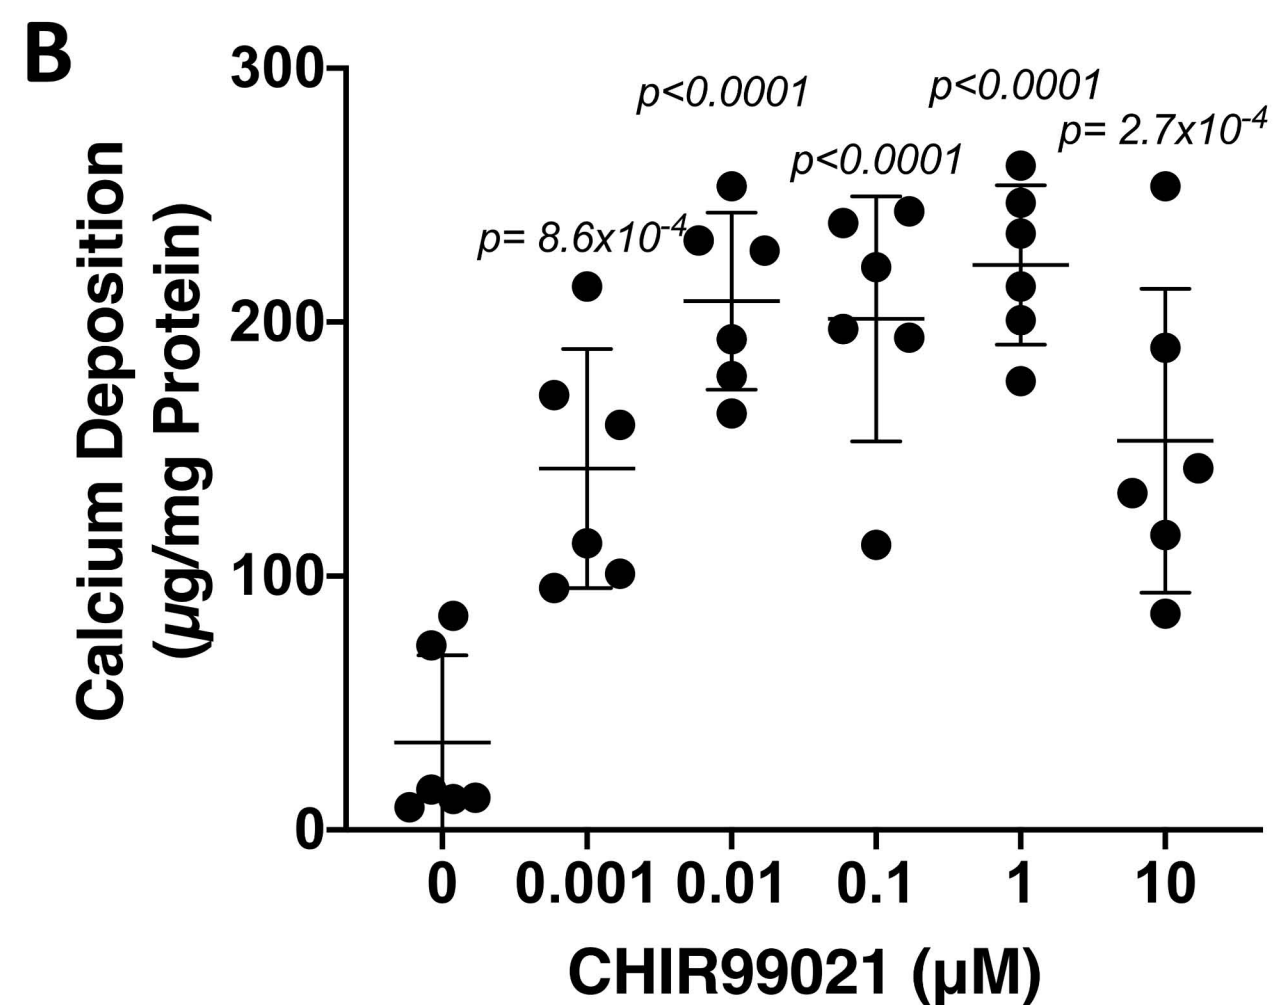 B
Calcium Deposition
(µg/mg Protein)
300
200
100
0
p= 8.6x10-4
p<0.0001
p<0.0001
p<0.0001
p= 2.7x10-4
0 0.001 0.01 0.1 1 10
CHIR99021 (µM)